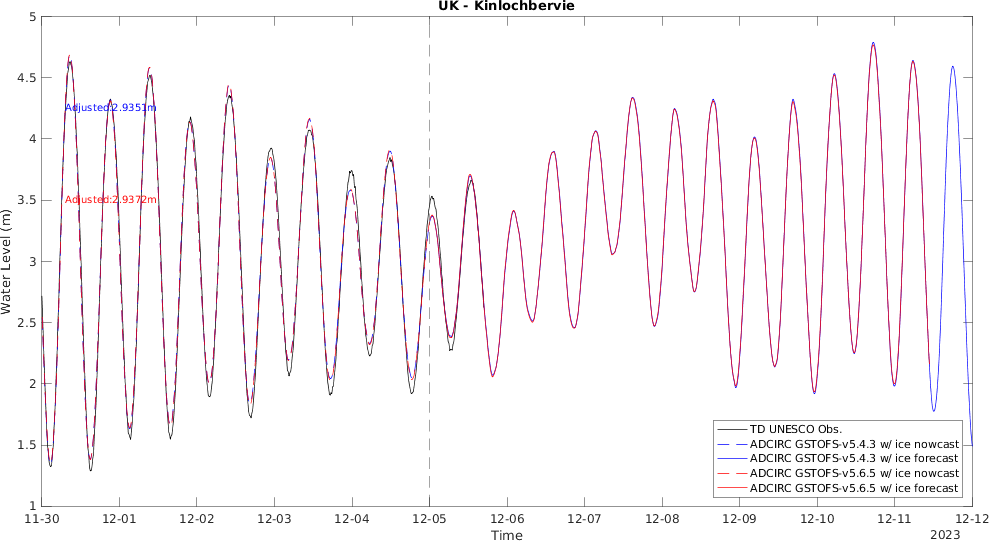 UK - Kinlochbervie
5
4.5
4
3.5
3
2.5
2
1.5
1
Water Level (m)
Adjusted:2.9351m
Adjusted:2.9372m
TD UNESCO Obs.
ADCIRC GSTOFS-v5.4.3 w/ ice nowcast
ADCIRC GSTOFS-v5.4.3 w/ ice forecast
ADCIRC GSTOFS-v5.6.5 w/ ice nowcast
ADCIRC GSTOFS-v5.6.5 w/ ice forecast
11-30 12-01 12-02 12-03 12-04 12-05 12-06 12-07 12-08 12-09 12-10 12-11 12-12
Time
2023